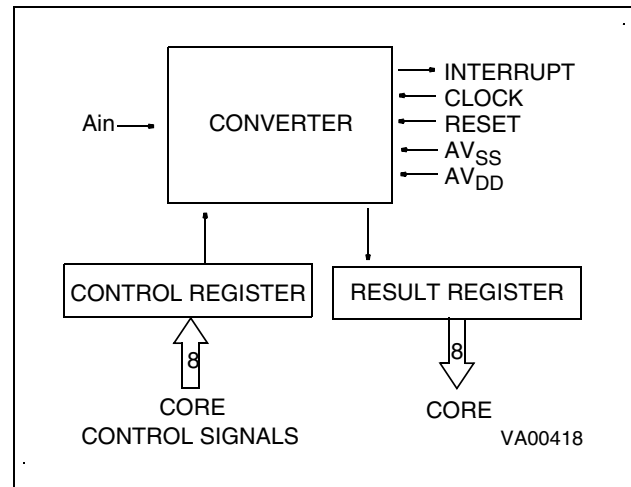 INTERRUPT
CLOCK
Ain
CONVERTER
RESET
AVSS
AVDD
CONTROL REGISTER
RESULT REGISTER
8
8
CORE
CONTROL SIGNALS
CORE
VA00418